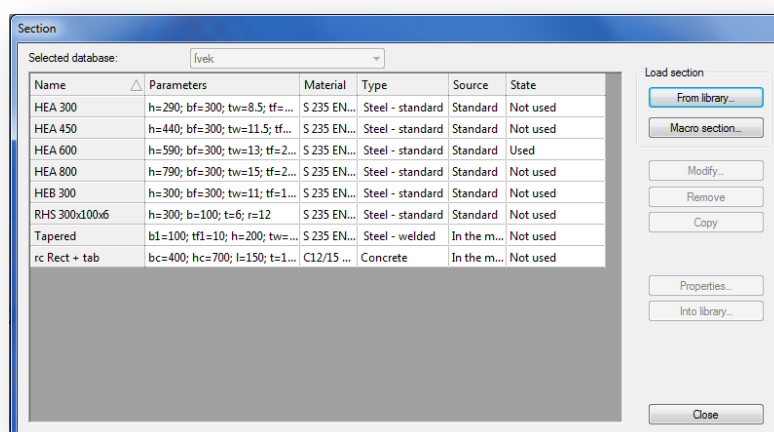 Section
Selected database: fvek
Name Parameters Material Type Source State
HEA 300 h=290; bf=300; tw=8.5; tf=... S 235 EN... Steel - standard Standard Not used
HEA 450 h=440; bf=300; tw=11.5; tf... S 235 EN... Steel - standard Standard Not used
HEA 600 h=590; bf=300; tw=13; tf=2... S 235 EN... Steel - standard Standard Used
HEA 800 h=790; bf=300; tw=15; tf=2... S 235 EN... Steel - standard Standard Not used
HEB 300 h=300; bf=300; tw=11; tf=1... S 235 EN... Steel - standard Standard Not used
RHS 300x100x6 h=300; b=100; t=6; r=12 S 235 EN... Steel - standard Standard Not used
Tapered b1=100; tf1=10; h=200; tw=... S 235 EN... Steel - welded In the m... Not used
rc Rect + tab bc=400; hc=700; l=150; t=1... C12/15 ... Concrete In the m... Not used
Load section
From library...
Macro section...
Modify...
Remove
Copy
Properties...
Into library...
Close